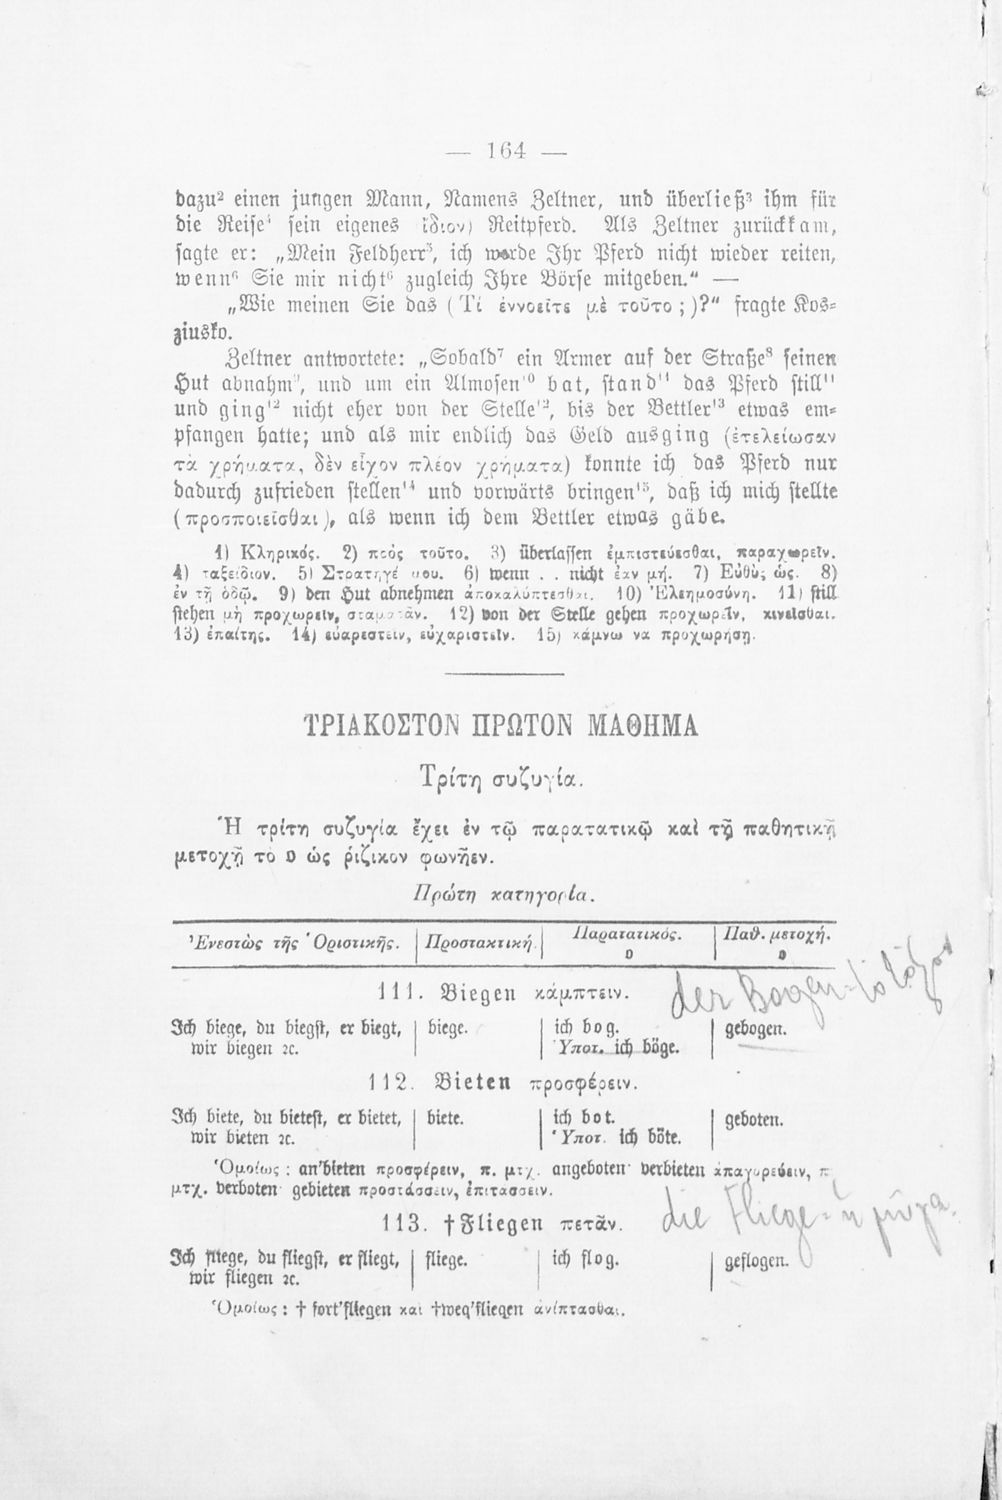 — 164 —
dazu² einen jungen Mann, Namens Zeltner, und überließ³ ihm für
die Reise⁴ sein eigenes ἴδιον) Reitpferd. Als Zeltner zurückkam,
sagte er: „Mein Feldherr⁵, ich werde Ihr Pferd nicht wieder reiten,
wenn⁶ Sie mir nicht⁶ zugleich Ihre Börse mitgeben.“ —
„Wie meinen Sie das (Τί ἐννοεῖτε μὲ τοῦτο ;)?“ fragte Kos=
ziusko.
Zeltner antwortete: „Sobald⁷ ein Armer auf der Straße⁸ seinen
Hut abnahm⁹, und um ein Almosen¹⁰ bat, stand¹¹ das Pferd still¹¹
und ging¹² nicht eher von der Stelle¹², bis der Bettler¹³ etwas em=
pfangen hatte; und als mir endlich das Geld ausging (ἐτελείωσαν
τὰ χρήματα, δὲν εἶχον πλέον χρήματα) konnte ich das Pferd nur
dadurch zufrieden stellen¹⁴ und vorwärts bringen¹⁵, daß ich mich stellte
(προσποιεῖσθαι), als wenn ich dem Bettler etwas gäbe.
1) Κληρικός. 2) πρὸς τοῦτο. 3) überlassen ἐμπιστεύεσθαι, παραχωρεῖν.
4) ταξείδιον. 5) Στρατηγέ μου. 6) wenn . . nicht ἐὰν μή. 7) Εὐθὺς ὡς. 8)
ἐν τῇ ὁδῷ. 9) den Hut abnehmen ἀποκαλύπτεσθαι. 10) Ἐλεημοσύνη. 11) still
stehen μὴ προχωρεῖν, σταματᾶν. 12) von der Stelle gehen προχωρεῖν, κινεῖσθαι.
13) ἐπαίτης. 14) εὐαρεστεῖν, εὐχαριστεῖν. 15) κάμνω να προχωρήσῃ.
ΤΡΙΑΚΟΣΤΟΝ ΠΡΩΤΟΝ ΜΑΘΗΜΑ
Τρίτη συζυγία.
Ἡ τρίτη συζυγία ἔχει ἐν τῷ παρατατικῷ καὶ τῇ παθητικῇ
μετοχῇ τὸ o ὡς ῥιζικον φωνῆεν.
Πρώτη κατηγορία.
Ἐνεστὼς τῆς Ὁριστικῆς. Προστακτική. Παρατατικός. Παθ. μετοχή.
o o
111. Biegen κάμπτειν. der Bogen = το τόξον
Ich biege, du biegst, er biegt, biege. ich bog. gebogen.
wir biegen ꝛc. Ὑποτ. ich böge.
112. Bieten προσφέρειν.
Ich biete, du bietest, er bietet, biete. ich bot. geboten.
wir bieten ꝛc. Ὑποτ. ich böte.
Ὁμοίως : an'bieten προσφέρειν, π. μτχ. angeboten· verbieten ἀπαγορεύειν, π
μτχ. verboten· gebieten προστάσσειν, ἐπιτάσσειν.
113. †Fliegen πετᾶν. die Fliege = ἡ μῦγα.
Ich fliege, du fliegst, er fliegt, fliege. ich flog. geflogen.
wir fliegen ꝛc.
Ὁμοίως : † fort'fliegen καὶ †weg'fliegen ἀνίπτασθαι.